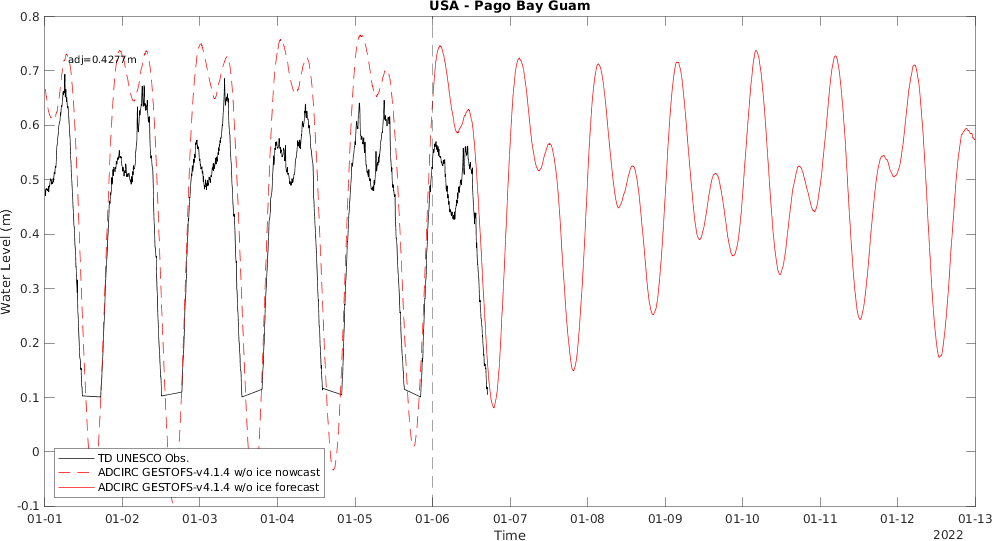 USA - Pago Bay Guam
0.8
0.7
0.6
0.5
0.4
0.3
0.2
0.1
0
-0.1
Water Level (m)
adj=0.4277m
TD UNESCO Obs.
ADCIRC GESTOFS-v4.1.4 w/o ice nowcast
ADCIRC GESTOFS-v4.1.4 w/o ice forecast
01-01 01-02 01-03 01-04 01-05 01-06 01-07 01-08 01-09 01-10 01-11 01-12 01-13
Time
2022